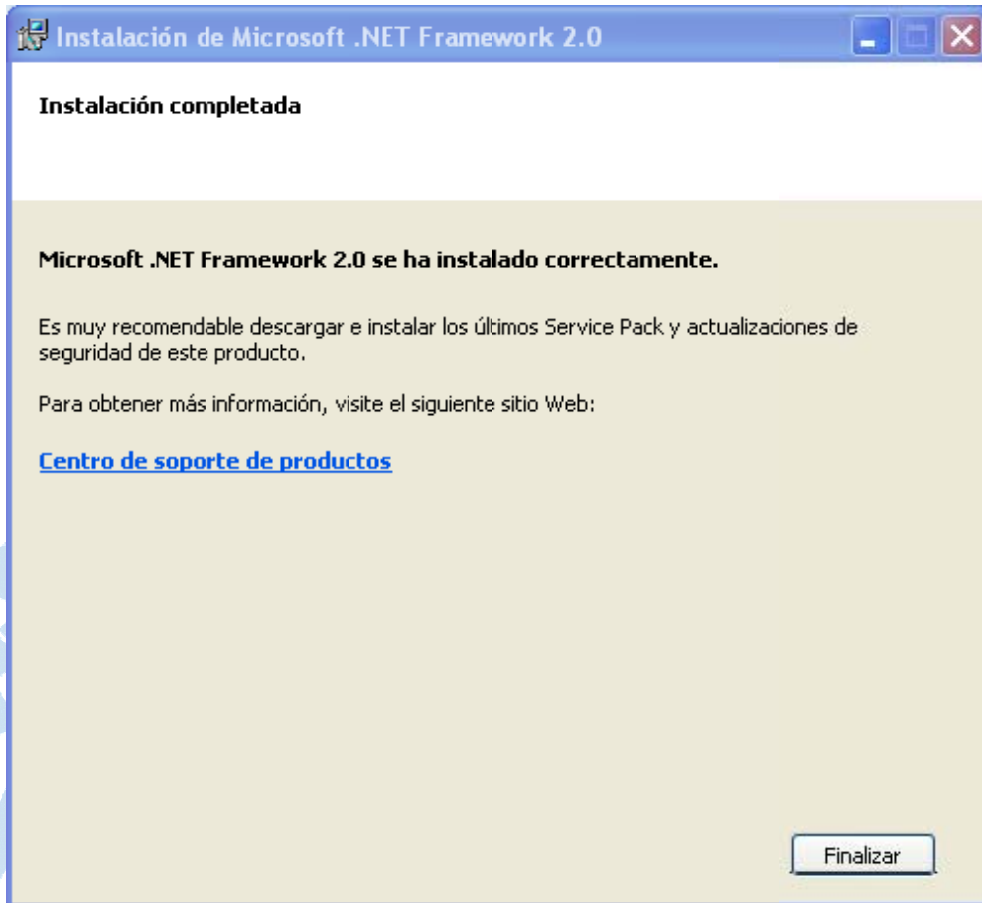 Instalación de Microsoft .NET Framework 2.0
Instalación completada
Microsoft .NET Framework 2.0 se ha instalado correctamente.
Es muy recomendable descargar e instalar los últimos Service Pack y actualizaciones de
seguridad de este producto.
Para obtener más información, visite el siguiente sitio Web:
Centro de soporte de productos
Finalizar